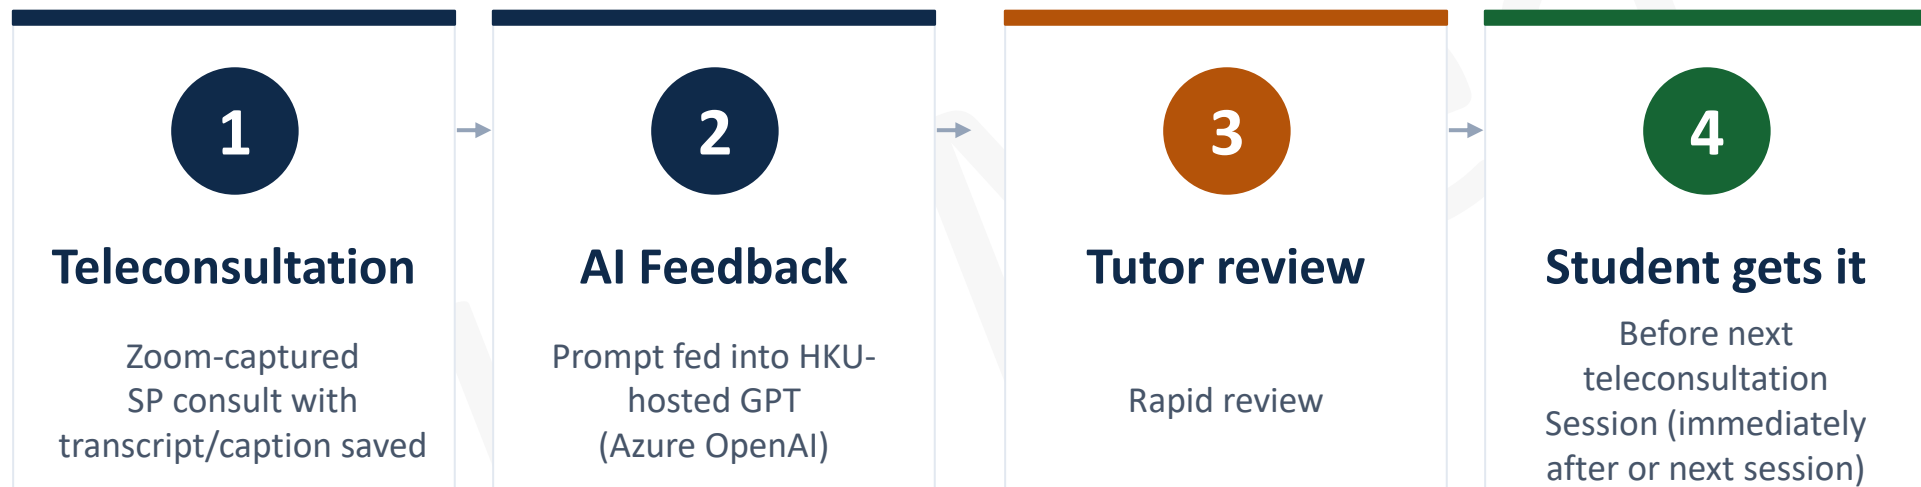 1
Teleconsultation
Zoom-captured
SP consult with
transcript/caption saved
2
AI Feedback
Prompt fed into HKU-
hosted GPT
(Azure OpenAI)
3
Tutor review
Rapid review
4
Student gets it
Before next
teleconsultation
Session (immediately
after or next session)